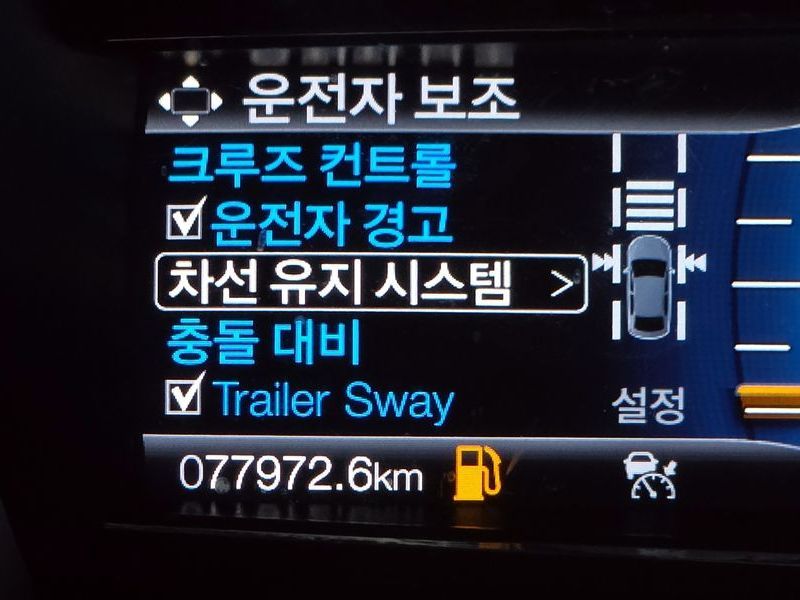 운전자 보조
크루즈 컨트롤
운전자 경고
차선 유지 시스템 >
충돌 대비
Trailer Sway
설정
077972.6km